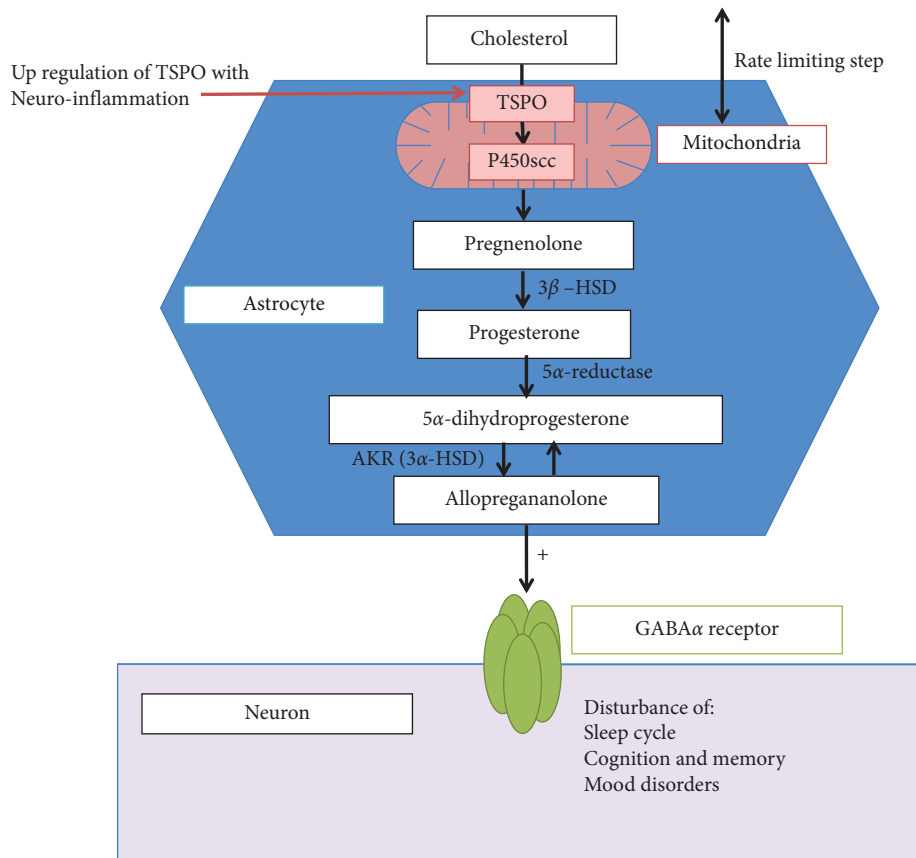 Cholesterol
Rate limiting step
Up regulation of TSPO with
Neuro-inflammation
TSPO
Mitochondria
P450scc
Pregnenolone
3β –HSD
Astrocyte
Progesterone
5α-reductase
5α-dihydroprogesterone
AKR (3α-HSD)
Allopregananolone
+
GABAα receptor
Neuron
Disturbance of:
Sleep cycle
Cognition and memory
Mood disorders